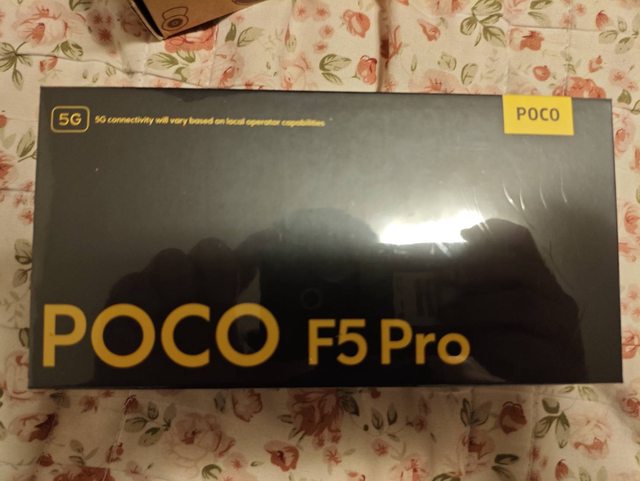 5G 5G connectivity will vary based on local operator capabilities
POCO
POCO F5 Pro